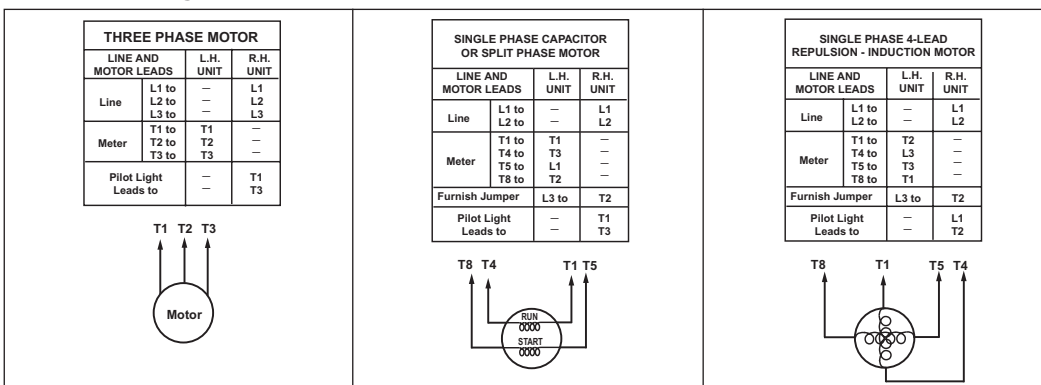 THREE PHASE MOTOR
LINE AND MOTOR LEADS L.H. UNIT R.H. UNIT
Line L1 to – L1
L2 to – L2
L3 to – L3
Meter T1 to T1 –
T2 to T2 –
T3 to T3 –
Pilot Light Leads to – T1
– T3
T1 T2 T3
Motor
SINGLE PHASE CAPACITOR
OR SPLIT PHASE MOTOR
LINE AND MOTOR LEADS L.H. UNIT R.H. UNIT
Line L1 to – L1
L2 to – L2
Meter T1 to T1 –
T4 to T3 –
T5 to L1 –
T8 to T2 –
Furnish Jumper L3 to T2
Pilot Light Leads to – T1
– T3
T8 T4 T1 T5
RUN
START
SINGLE PHASE 4-LEAD
REPULSION - INDUCTION MOTOR
LINE AND MOTOR LEADS L.H. UNIT R.H. UNIT
Line L1 to – L1
L2 to – L2
Meter T1 to T2 –
T4 to L3 –
T5 to T3 –
T8 to T1 –
Furnish Jumper L3 to T2
Pilot Light Leads to – L1
– T2
T8 T1 T5 T4